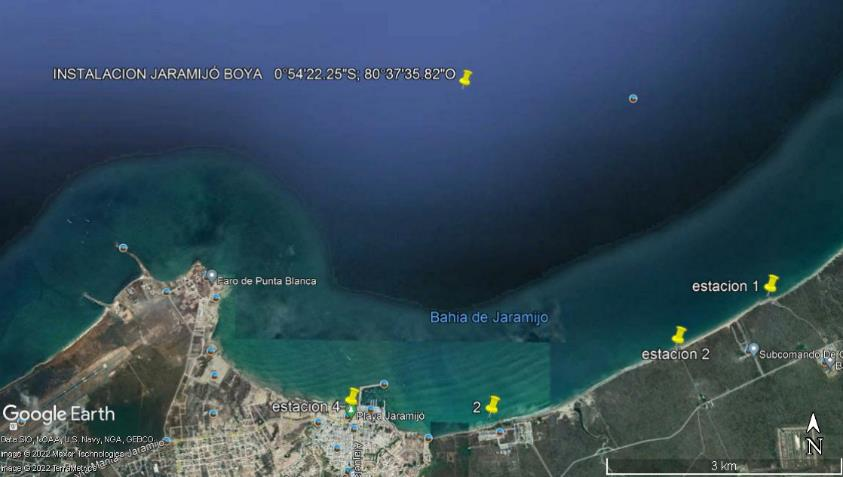 INSTALACION JARAMIJÓ BOYA 0°54'22.25"S; 80°37'35.82"O
Faro de Punta Blanca
estacion 1
Bahia de Jaramijo
estacion 2
Subcomando De
estacion 4
Playa Jaramijó
2
Google Earth
Data SIO, NOAA, U.S. Navy, NGA, GEBCO
Image © 2022 Maxar Technologies
Image © 2022 TerraMetrics
Jaramijo
N
3 km